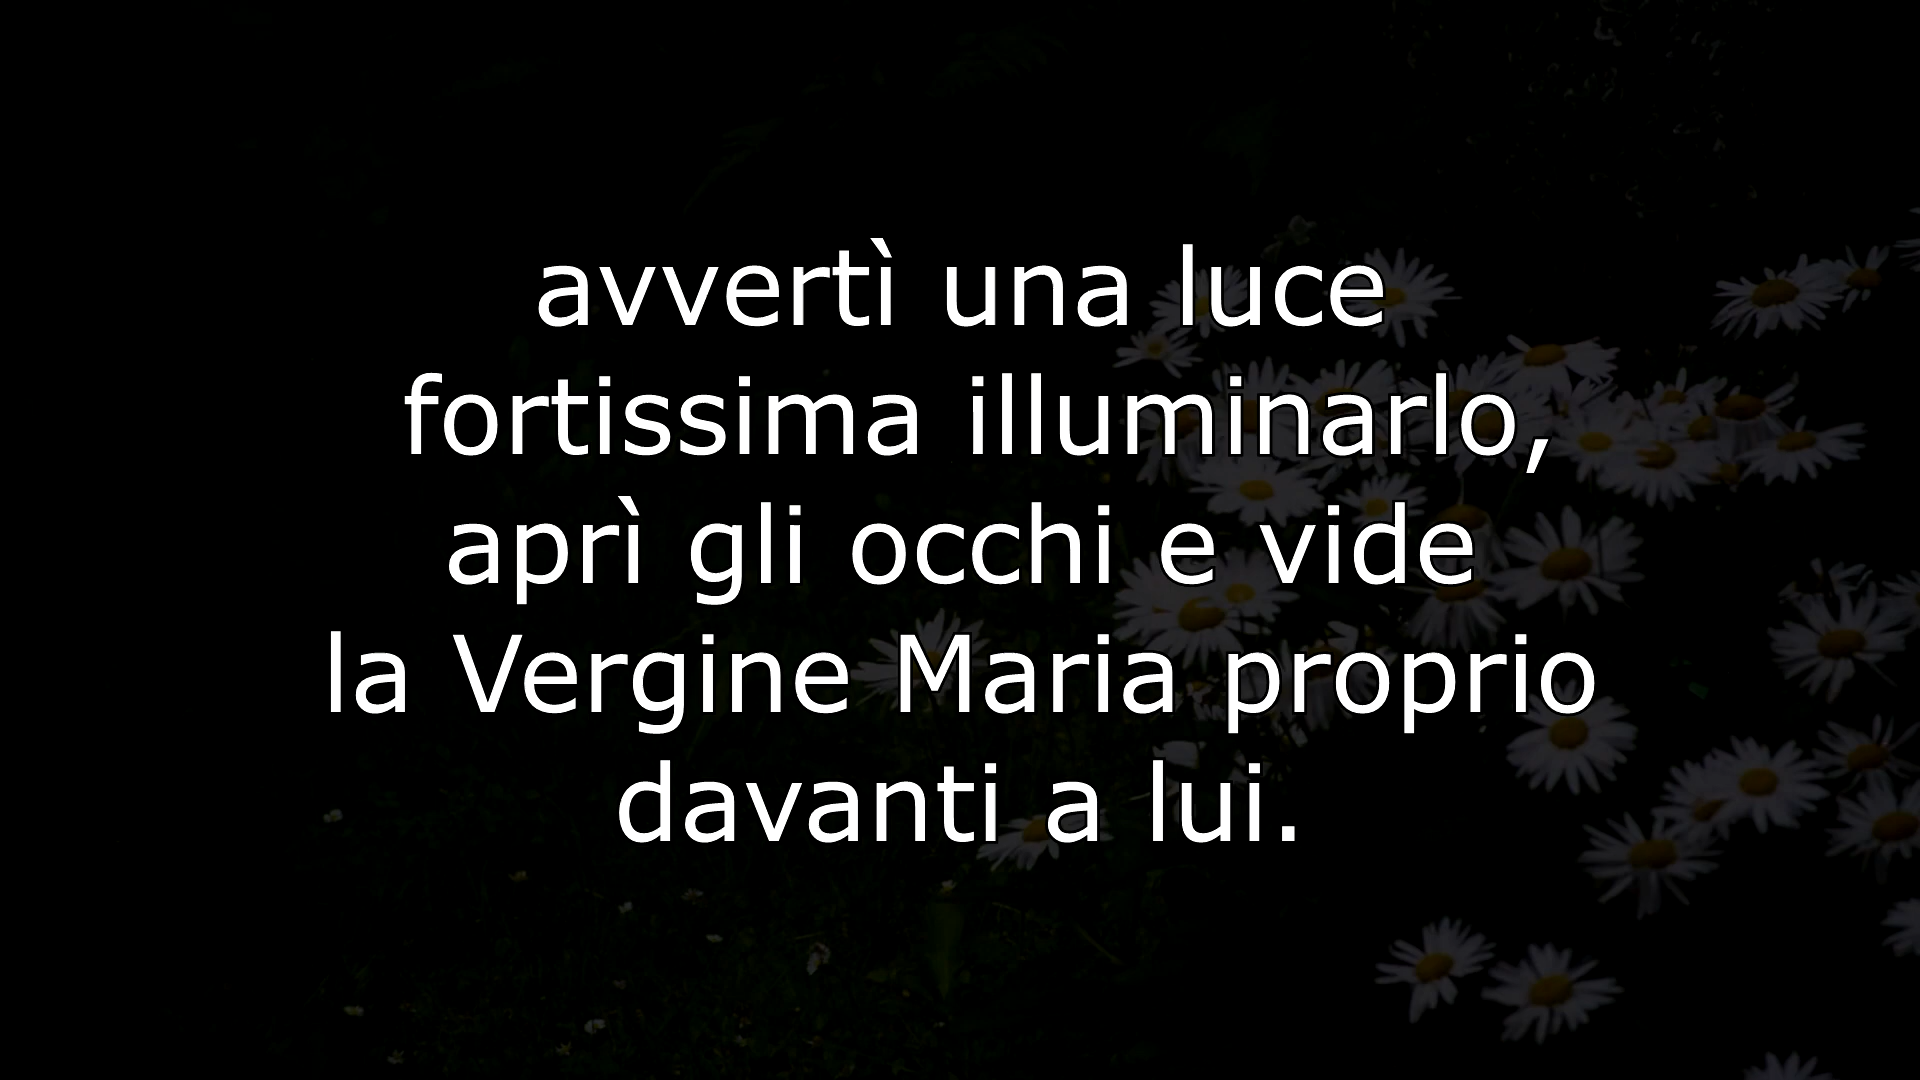 avvertì una luce
fortissima illuminarlo,
aprì gli occhi e vide
la Vergine Maria proprio
davanti a lui.